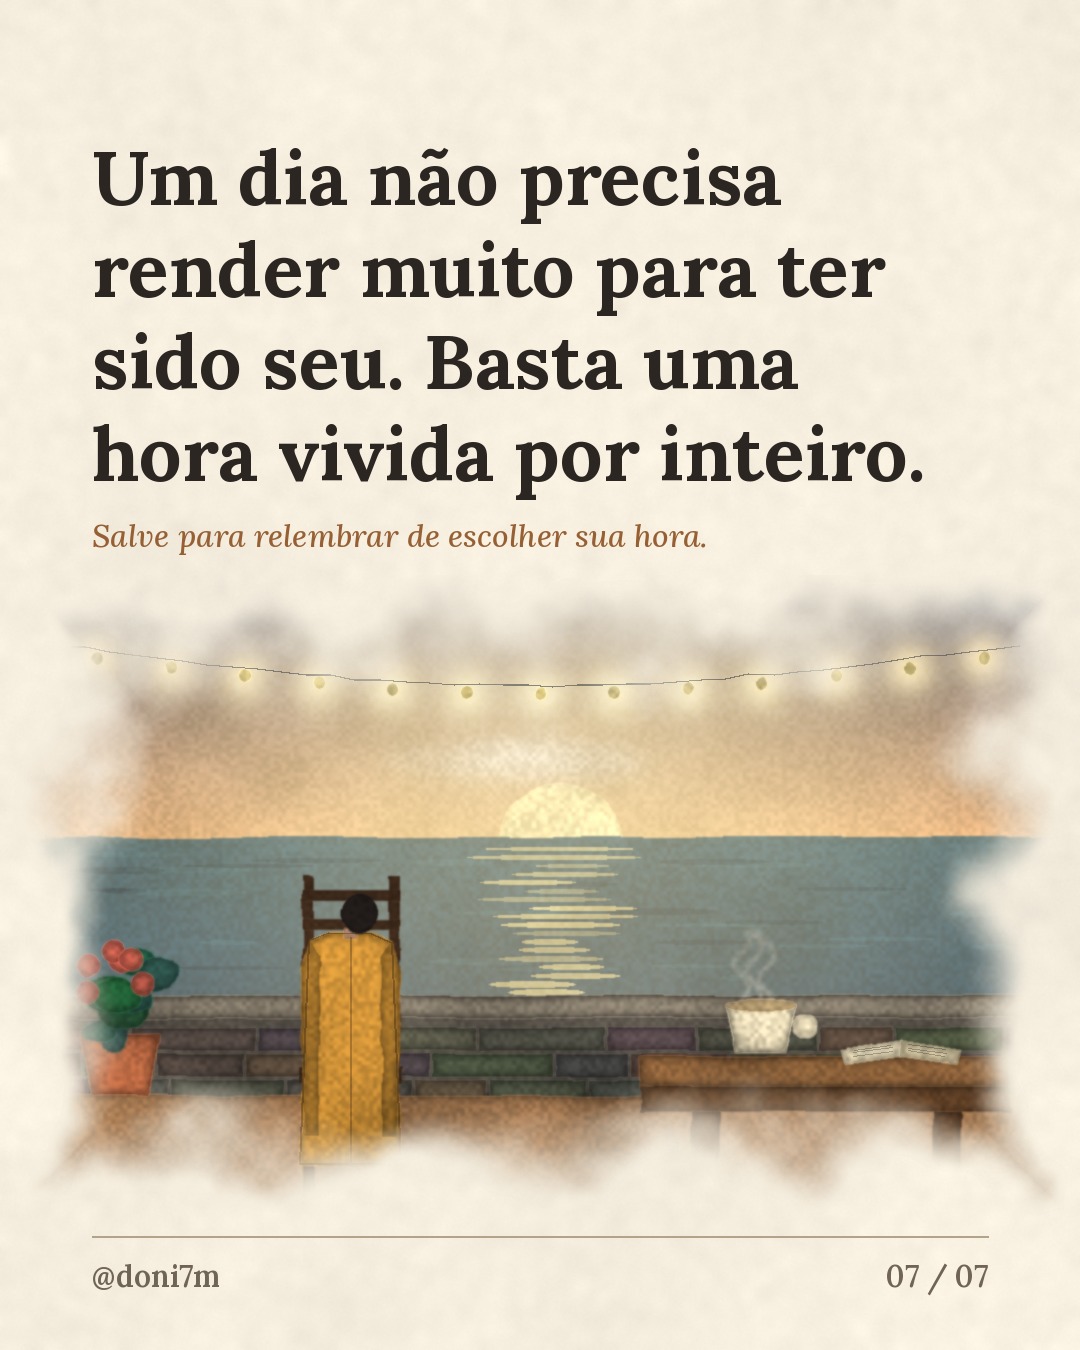 Um dia não precisa
render muito para ter
sido seu. Basta uma
hora vivida por inteiro.
Salve para relembrar de escolher sua hora.
@doni7m
07 / 07